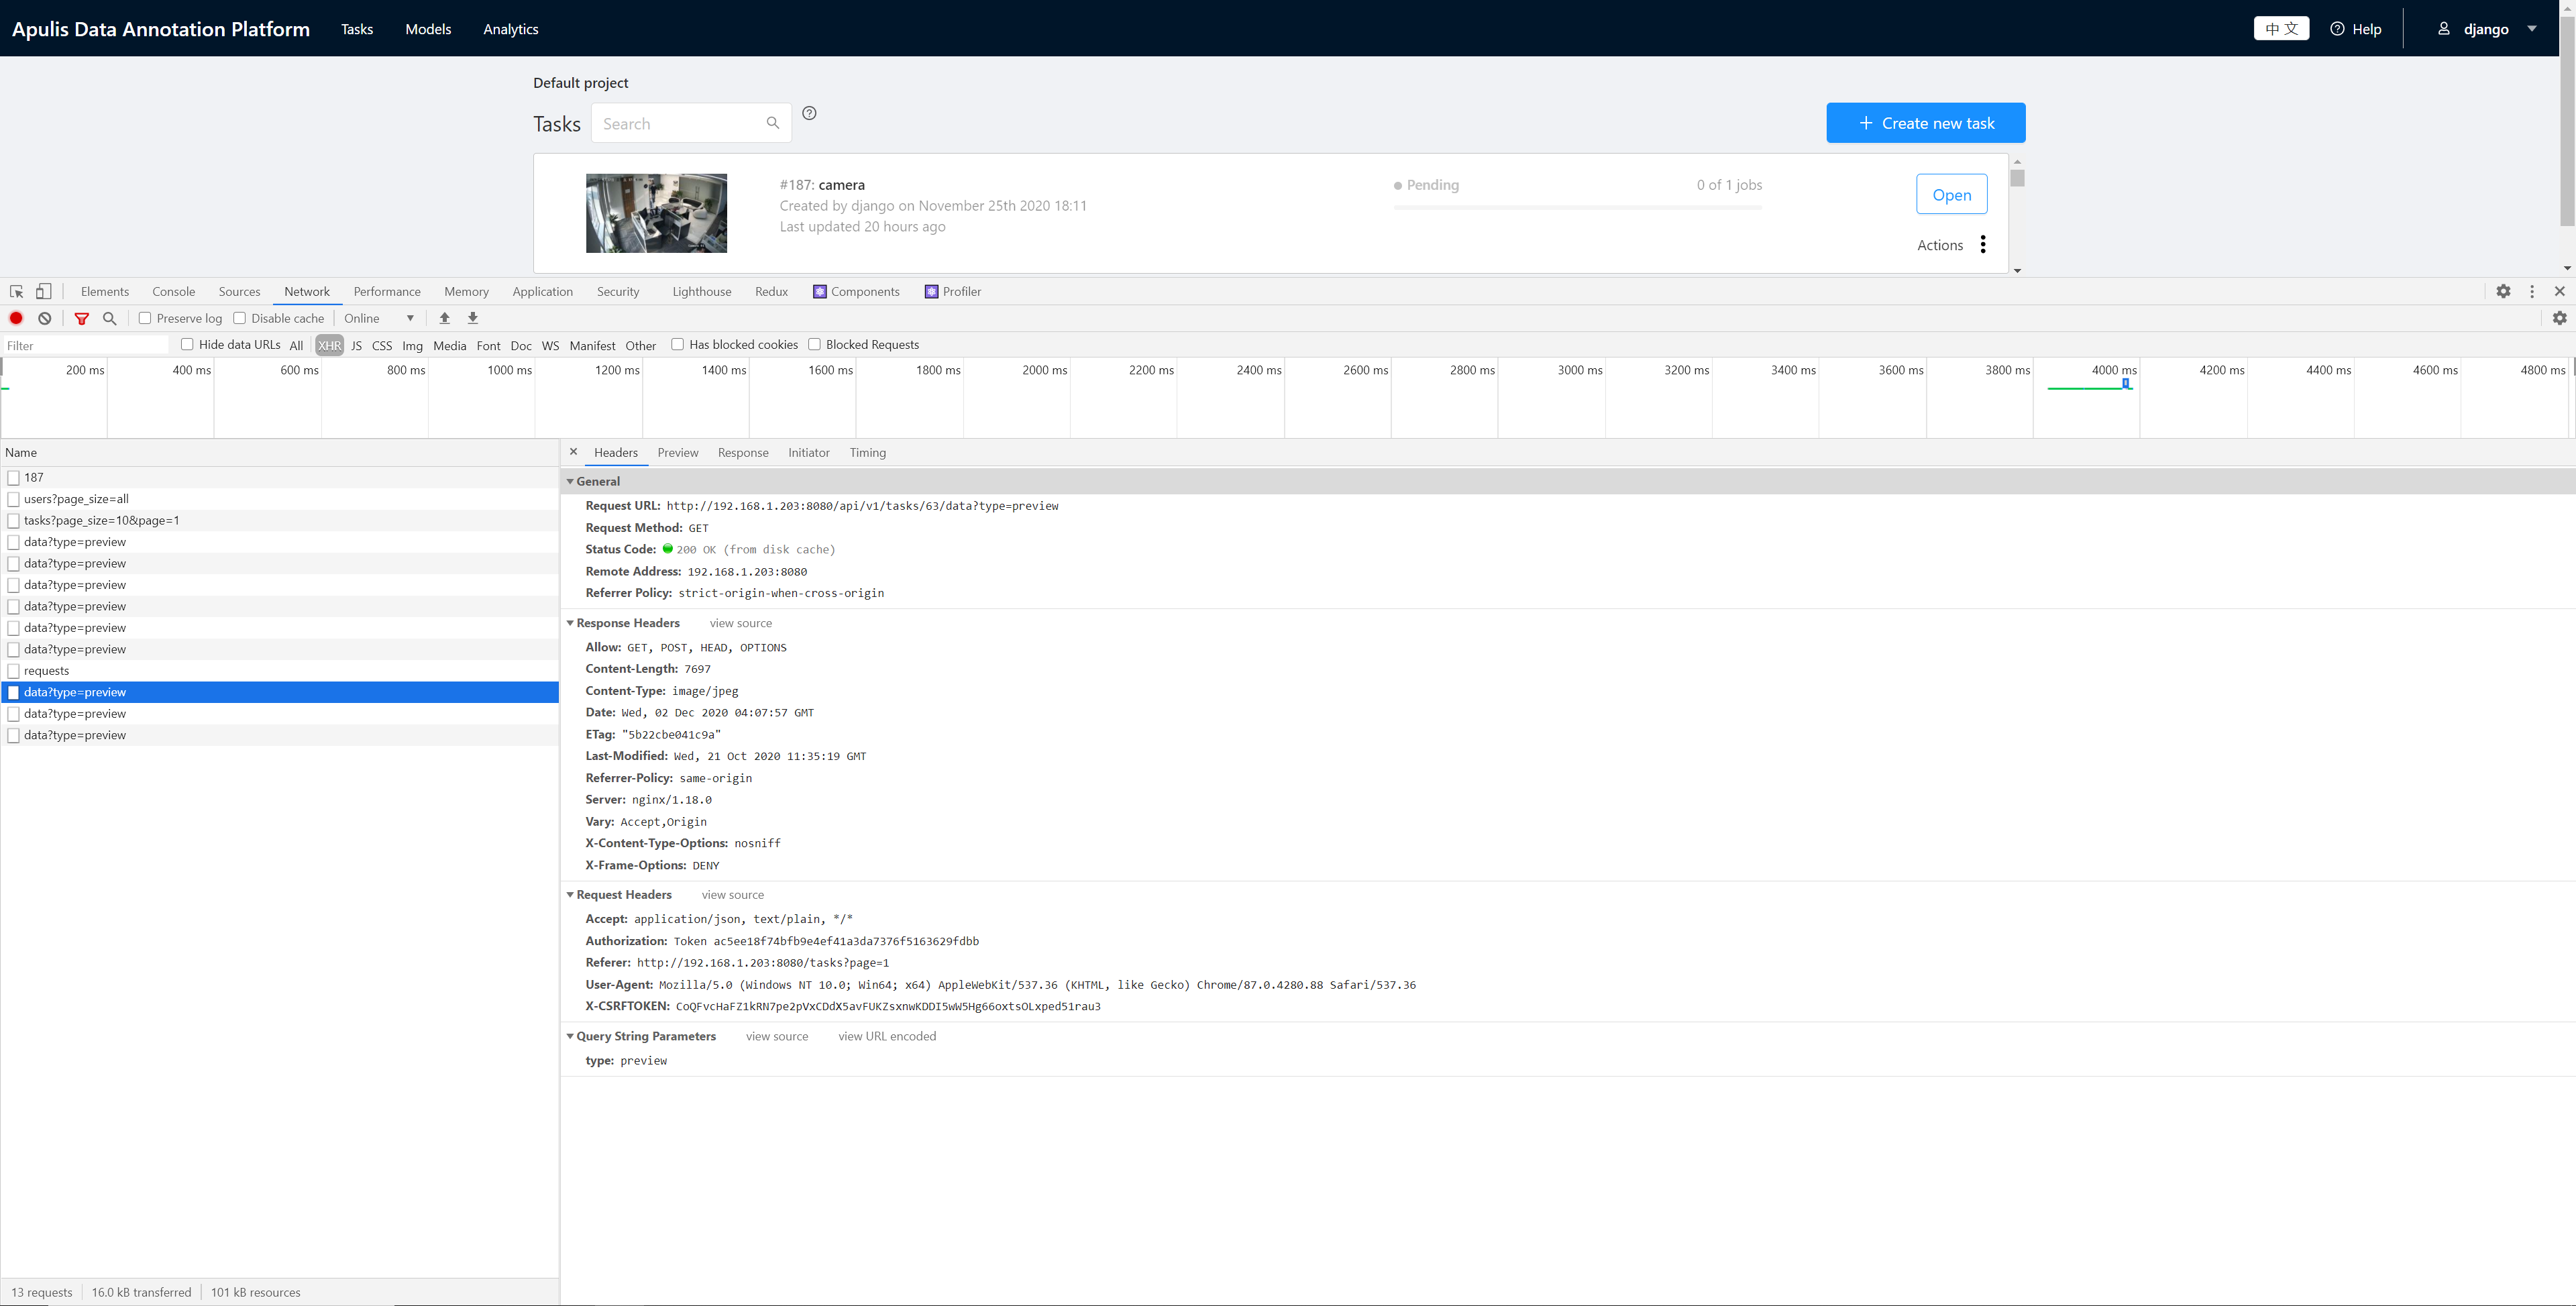 Apulis Data Annotation Platform Tasks Models Analytics 中 文 Help django
Default project
Tasks Search Create new task
#187: camera Pending 0 of 1 jobs Open
Created by django on November 25th 2020 18:11
Last updated 20 hours ago
Actions
Elements Console Sources Network Performance Memory Application Security Lighthouse Redux Components Profiler
Preserve log Disable cache Online
Filter Hide data URLs All XHR JS CSS Img Media Font Doc WS Manifest Other Has blocked cookies Blocked Requests
200 ms 400 ms 600 ms 800 ms 1000 ms 1200 ms 1400 ms 1600 ms 1800 ms 2000 ms 2200 ms 2400 ms 2600 ms 2800 ms 3000 ms 3200 ms 3400 ms 3600 ms 3800 ms 4000 ms 4200 ms 4400 ms 4600 ms 4800 ms
Name
187
users?page_size=all
tasks?page_size=10&page=1
data?type=preview
data?type=preview
data?type=preview
data?type=preview
data?type=preview
data?type=preview
requests
data?type=preview
data?type=preview
data?type=preview
13 requests 16.0 kB transferred 101 kB resources
Headers Preview Response Initiator Timing
General
Request URL: http://192.168.1.203:8080/api/v1/tasks/63/data?type=preview
Request Method: GET
Status Code: 200 OK (from disk cache)
Remote Address: 192.168.1.203:8080
Referrer Policy: strict-origin-when-cross-origin
Response Headers view source
Allow: GET, POST, HEAD, OPTIONS
Content-Length: 7697
Content-Type: image/jpeg
Date: Wed, 02 Dec 2020 04:07:57 GMT
ETag: "5b22cbe041c9a"
Last-Modified: Wed, 21 Oct 2020 11:35:19 GMT
Referrer-Policy: same-origin
Server: nginx/1.18.0
Vary: Accept,Origin
X-Content-Type-Options: nosniff
X-Frame-Options: DENY
Request Headers view source
Accept: application/json, text/plain, */*
Authorization: Token ac5ee18f74bfb9e4ef41a3da7376f5163629fdbb
Referer: http://192.168.1.203:8080/tasks?page=1
User-Agent: Mozilla/5.0 (Windows NT 10.0; Win64; x64) AppleWebKit/537.36 (KHTML, like Gecko) Chrome/87.0.4280.88 Safari/537.36
X-CSRFTOKEN: CoQFvcHaFZ1kRN7pe2pVxCDdX5avFUKZsxnwKDDI5wW5Hg66oxtsOLxped51rau3
Query String Parameters view source view URL encoded
type: preview